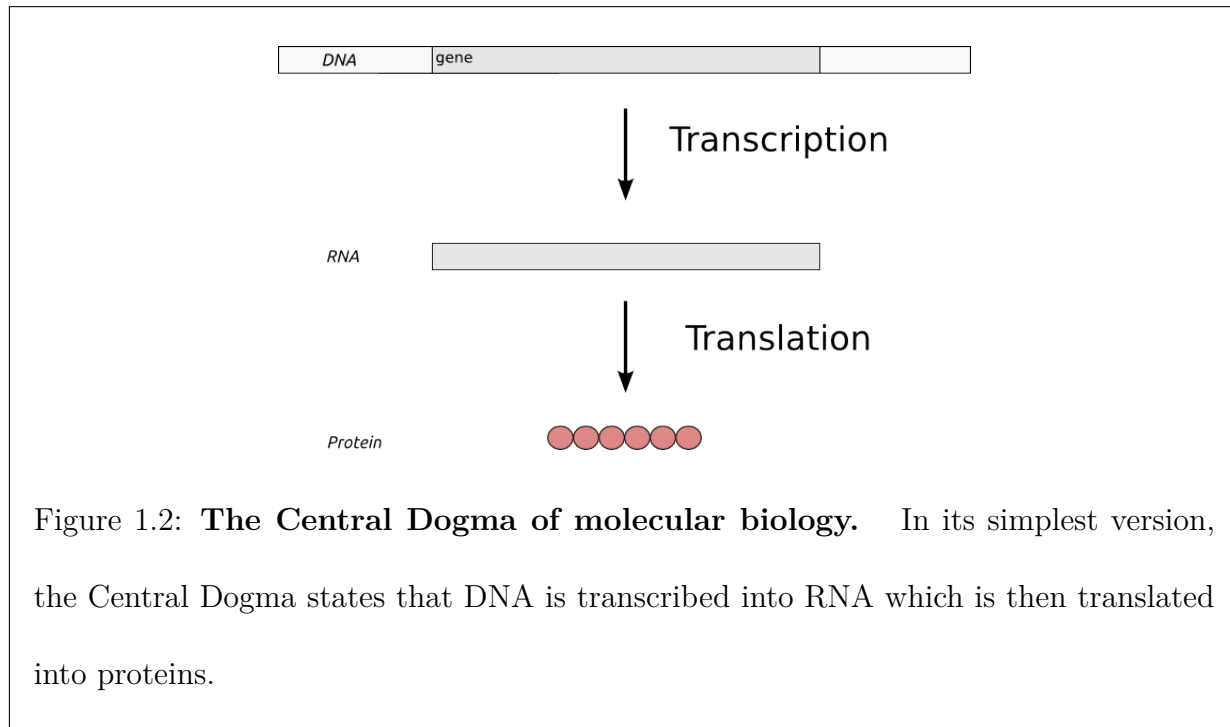 DNA gene
Transcription
RNA
Translation
Protein
Figure 1.2: The Central Dogma of molecular biology. In its simplest version,
the Central Dogma states that DNA is transcribed into RNA which is then translated
into proteins.